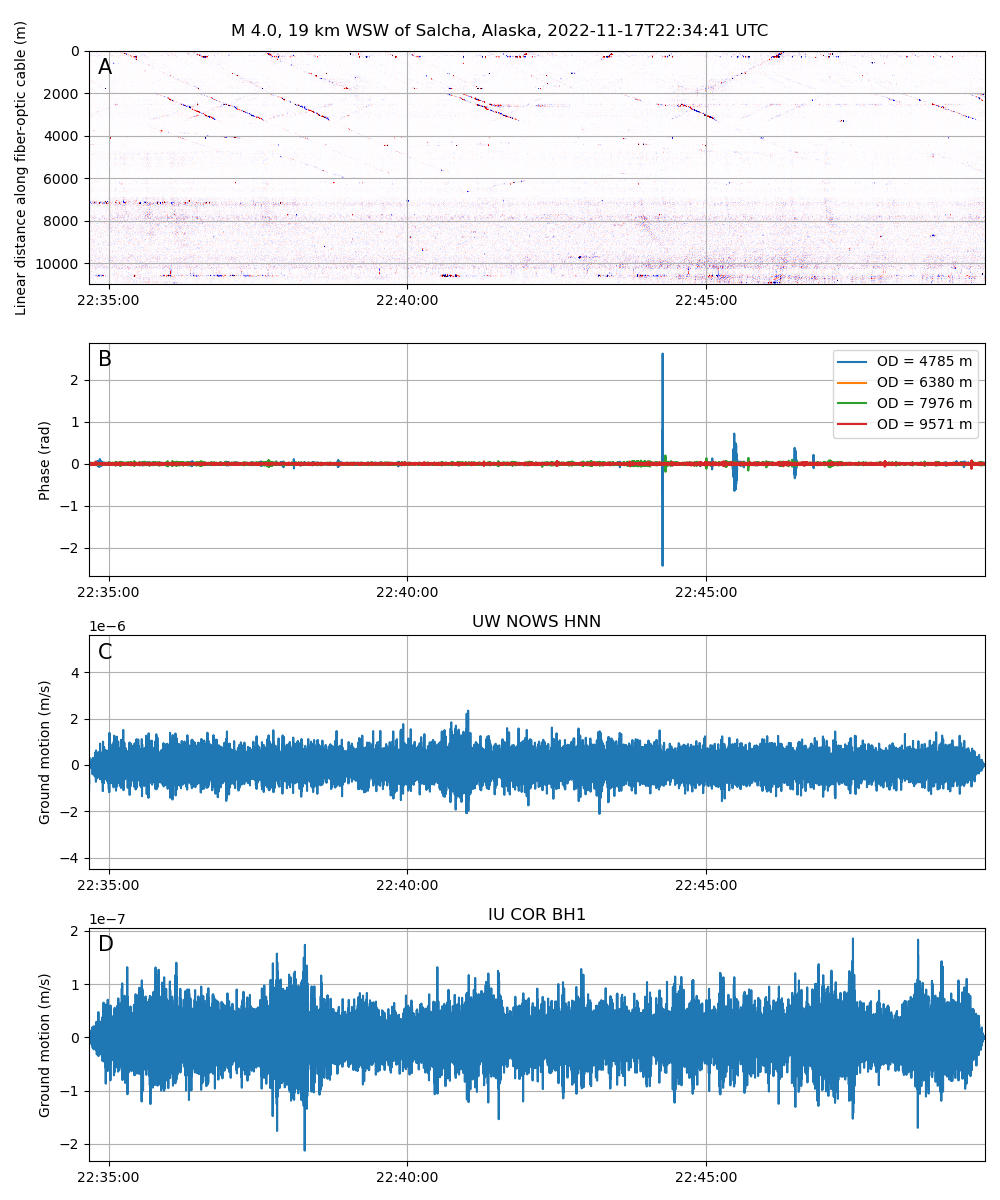 M 4.0, 19 km WSW of Salcha, Alaska, 2022-11-17T22:34:41 UTC
Linear distance along fiber-optic cable (m)
A
0
2000
4000
6000
8000
10000
22:35:00
22:40:00
22:45:00
Phase (rad)
B
2
1
0
−1
−2
OD = 4785 m
OD = 6380 m
OD = 7976 m
OD = 9571 m
22:35:00
22:40:00
22:45:00
UW NOWS HNN
1e−6
Ground motion (m/s)
C
4
2
0
−2
−4
22:35:00
22:40:00
22:45:00
IU COR BH1
1e−7
Ground motion (m/s)
D
2
1
0
−1
−2
22:35:00
22:40:00
22:45:00